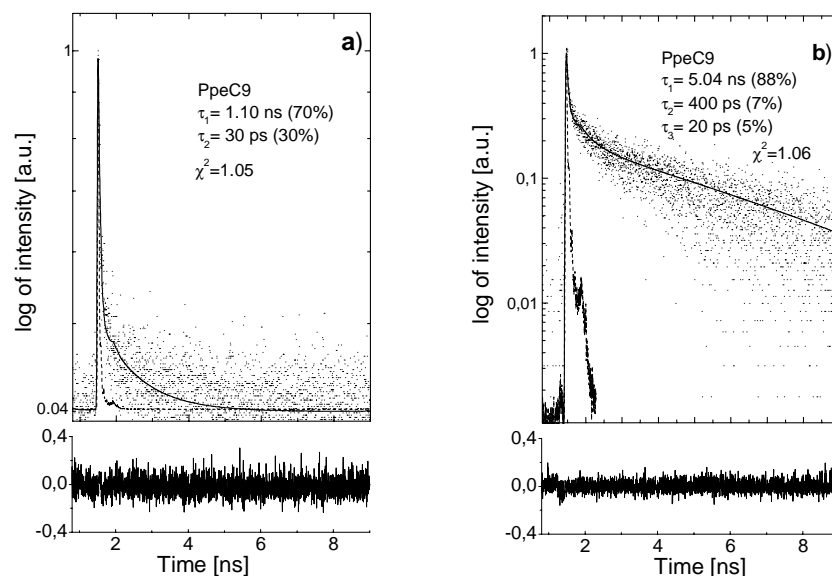 a)
PpeC9
τ1= 1.10 ns (70%)
τ2= 30 ps (30%)
χ2=1.05
1
0.04
log of intensity [a.u.]
0,4
0,0
-0,4
2 4 6 8
Time [ns]
b)
PpeC9
τ1= 5.04 ns (88%)
τ2= 400 ps (7%)
τ3= 20 ps (5%)
χ2=1.06
1
0,1
0,01
log of intensity [a.u.]
0,4
0,0
-0,4
2 4 6 8
Time [ns]